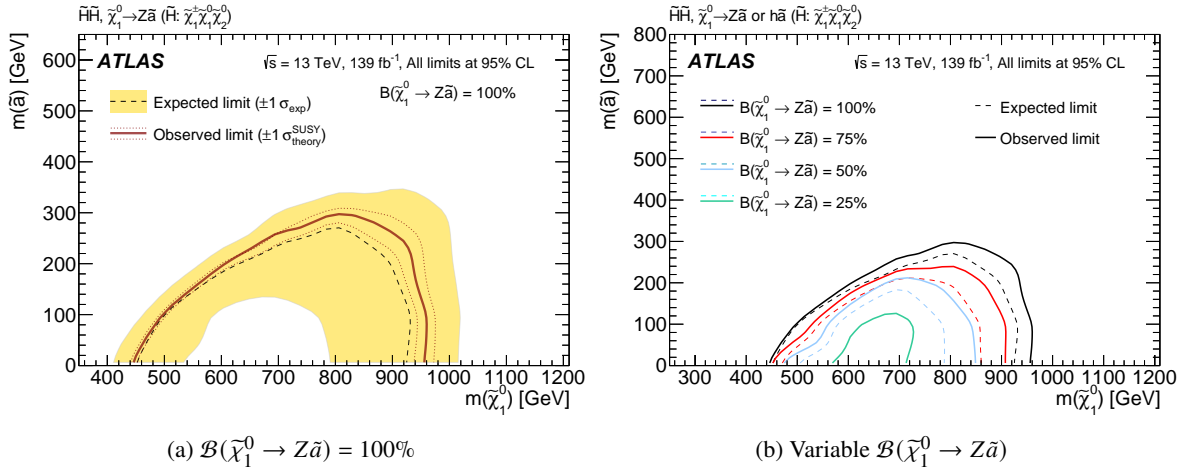 H̃H̃, χ̃₁⁰→Zã (H̃: χ̃₁±χ̃₁⁰χ̃₂⁰)
m(ã) [GeV]
600
500
400
300
200
100
0
ATLAS
√s = 13 TeV, 139 fb⁻¹, All limits at 95% CL
B(χ̃₁⁰ → Zã) = 100%
Expected limit (±1 σexp)
Observed limit (±1 σ^SUSY_theory)
400 500 600 700 800 900 1000 1100 1200
m(χ̃₁⁰) [GeV]
(a) ℬ(χ̃₁⁰ → Zã) = 100%
H̃H̃, χ̃₁⁰→Zã or hã (H̃: χ̃₁±χ̃₁⁰χ̃₂⁰)
m(ã) [GeV]
800
700
600
500
400
300
200
100
0
ATLAS
√s = 13 TeV, 139 fb⁻¹, All limits at 95% CL
B(χ̃₁⁰ → Zã) = 100%
B(χ̃₁⁰ → Zã) = 75%
B(χ̃₁⁰ → Zã) = 50%
B(χ̃₁⁰ → Zã) = 25%
Expected limit
Observed limit
300 400 500 600 700 800 900 1000 1100 1200
m(χ̃₁⁰) [GeV]
(b) Variable ℬ(χ̃₁⁰ → Zã)